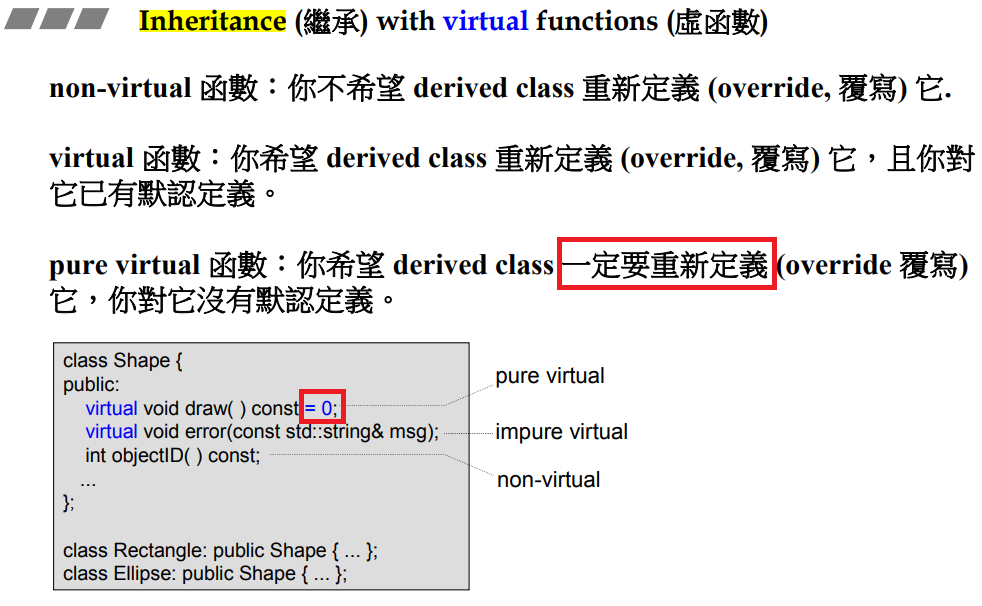 Inheritance (繼承) with virtual functions (虛函數)
non-virtual 函數：你不希望 derived class 重新定義 (override, 覆寫) 它.
virtual 函數：你希望 derived class 重新定義 (override, 覆寫) 它，且你對
它已有默認定義。
pure virtual 函數：你希望 derived class 一定要重新定義 (override 覆寫)
它，你對它沒有默認定義。
class Shape {
public:
virtual void draw( ) const = 0;
virtual void error(const std::string& msg);
int objectID( ) const;
...
};
class Rectangle: public Shape { ... };
class Ellipse: public Shape { ... };
pure virtual
impure virtual
non-virtual